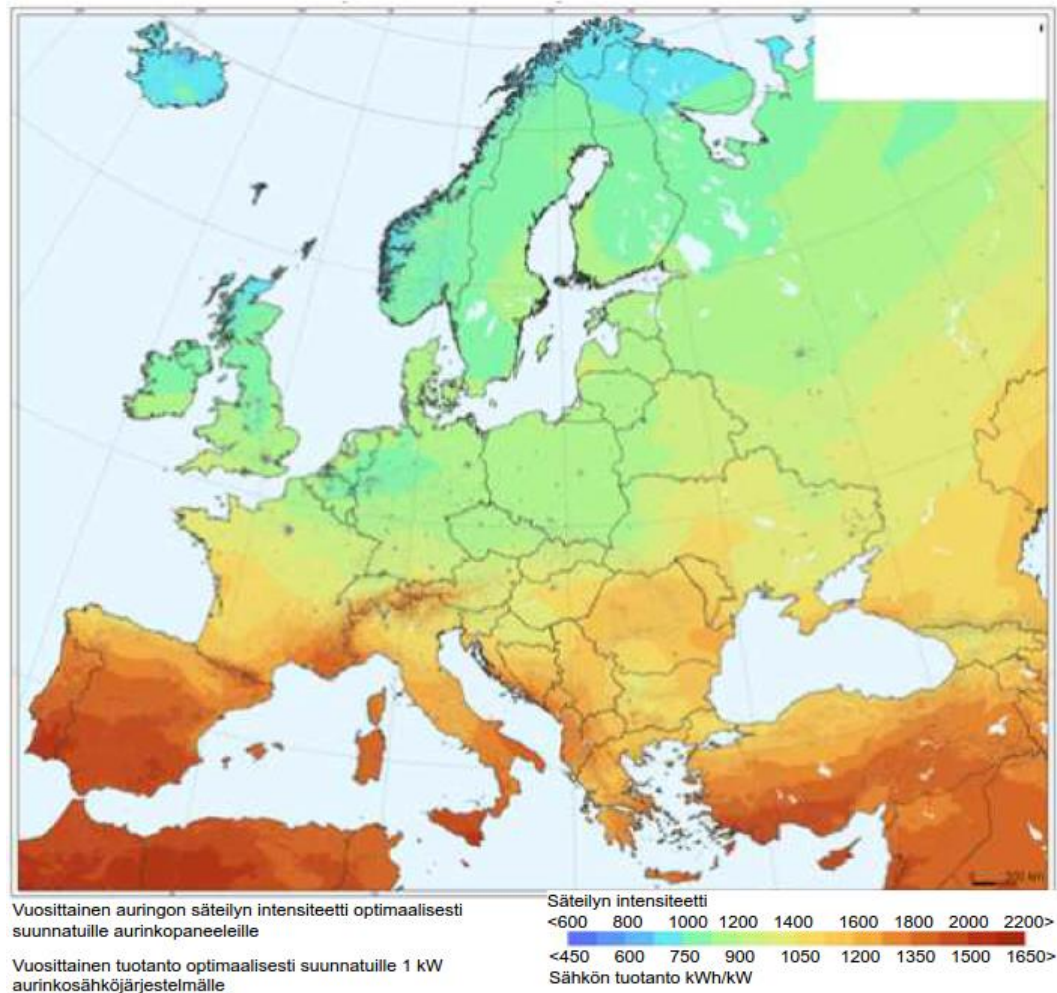 Vuosittainen auringon säteilyn intensiteetti optimaalisesti
suunnatuille aurinkopaneeleille
Vuosittainen tuotanto optimaalisesti suunnatuille 1 kW
aurinkosähköjärjestelmälle
Säteilyn intensiteetti
<600 800 1000 1200 1400 1600 1800 2000 2200>
<450 600 750 900 1050 1200 1350 1500 1650>
Sähkön tuotanto kWh/kW